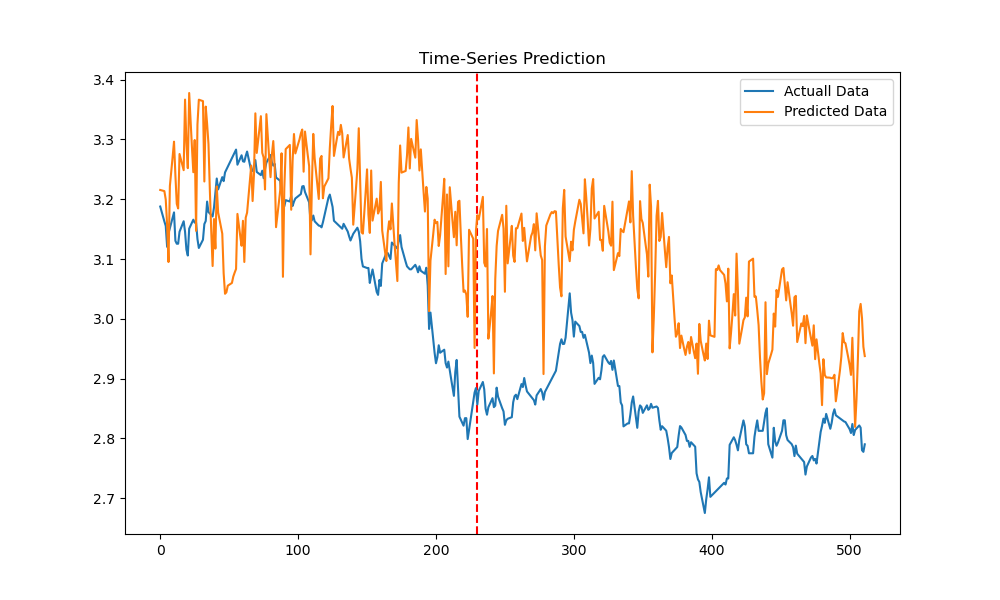 Time-Series Prediction
Actuall Data
Predicted Data
3.4
3.3
3.2
3.1
3.0
2.9
2.8
2.7
0 100 200 300 400 500